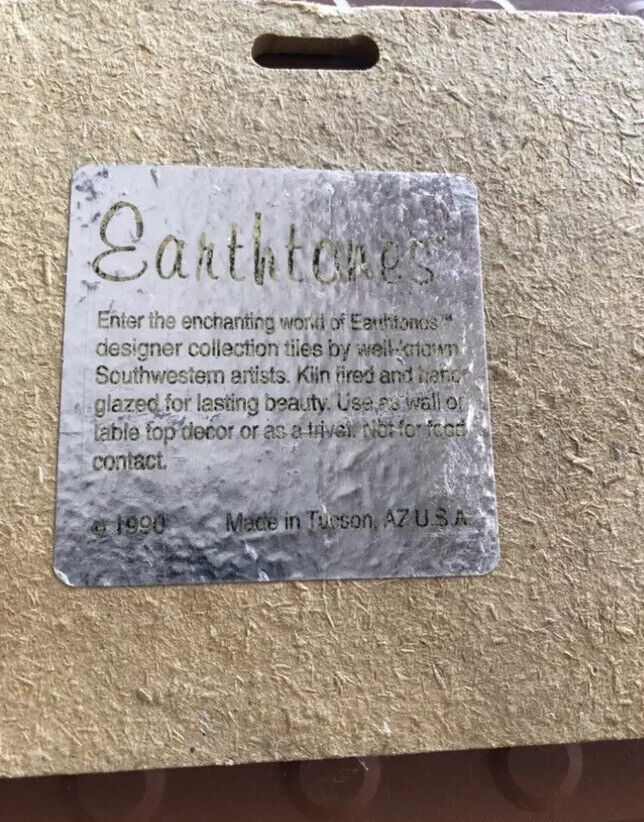 Earthtones™
Enter the enchanting world of Earthtones™
designer collection tiles by well-known
Southwestern artists. Kiln fired and hand
glazed for lasting beauty. Use as wall or
table top decor or as a trivet. Not for food
contact.
© 1990 Made in Tucson, AZ U.S.A.